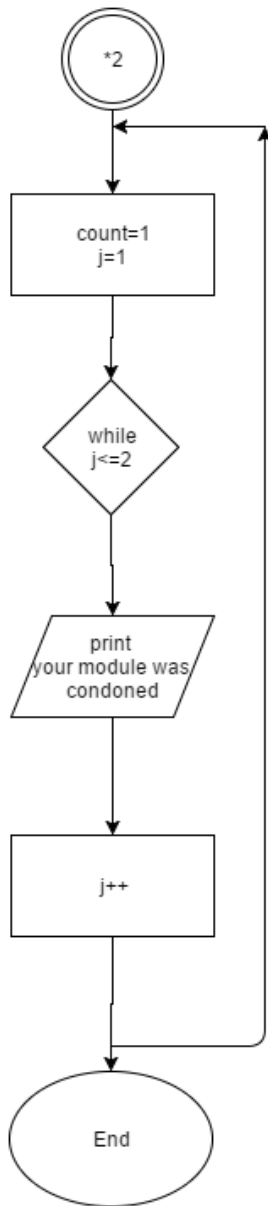 *2
count=1
j=1
while
j<=2
print
your module was
condoned
j++
End